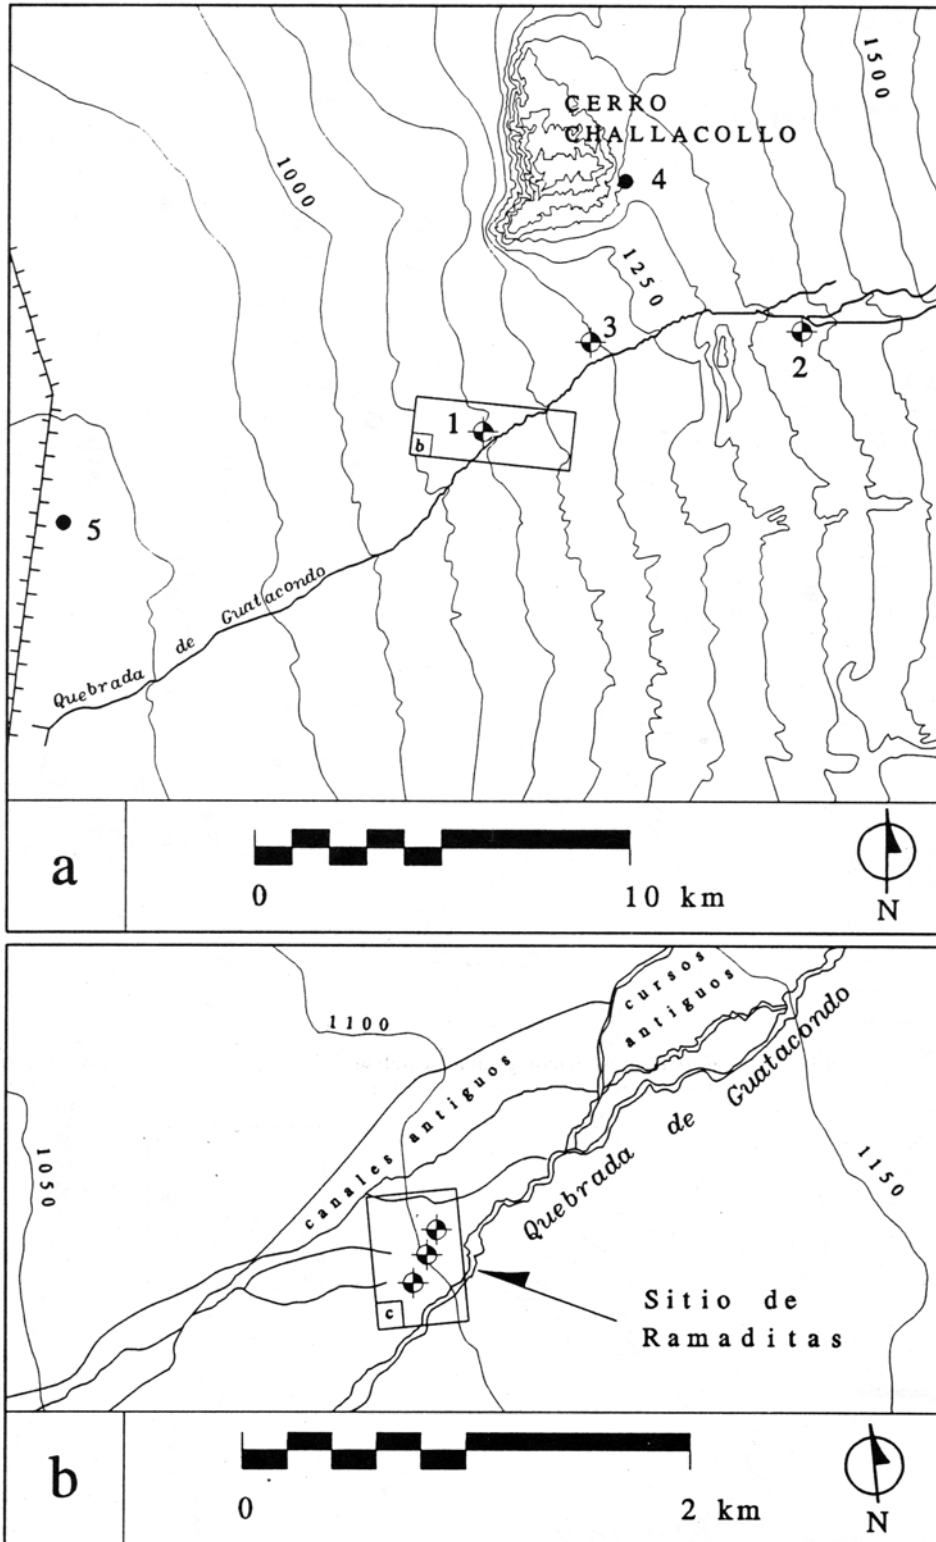 1500
CERRO
CHALLACOLLO
4
1000
1250
3
2
1
b
5
Quebrada de Guatacondo
a
0
10 km
N
cursos
antiguos
1100
canales antiguos
Quebrada de Guatacondo
1050
1150
c
Sitio de
Ramaditas
b
0
2 km
N